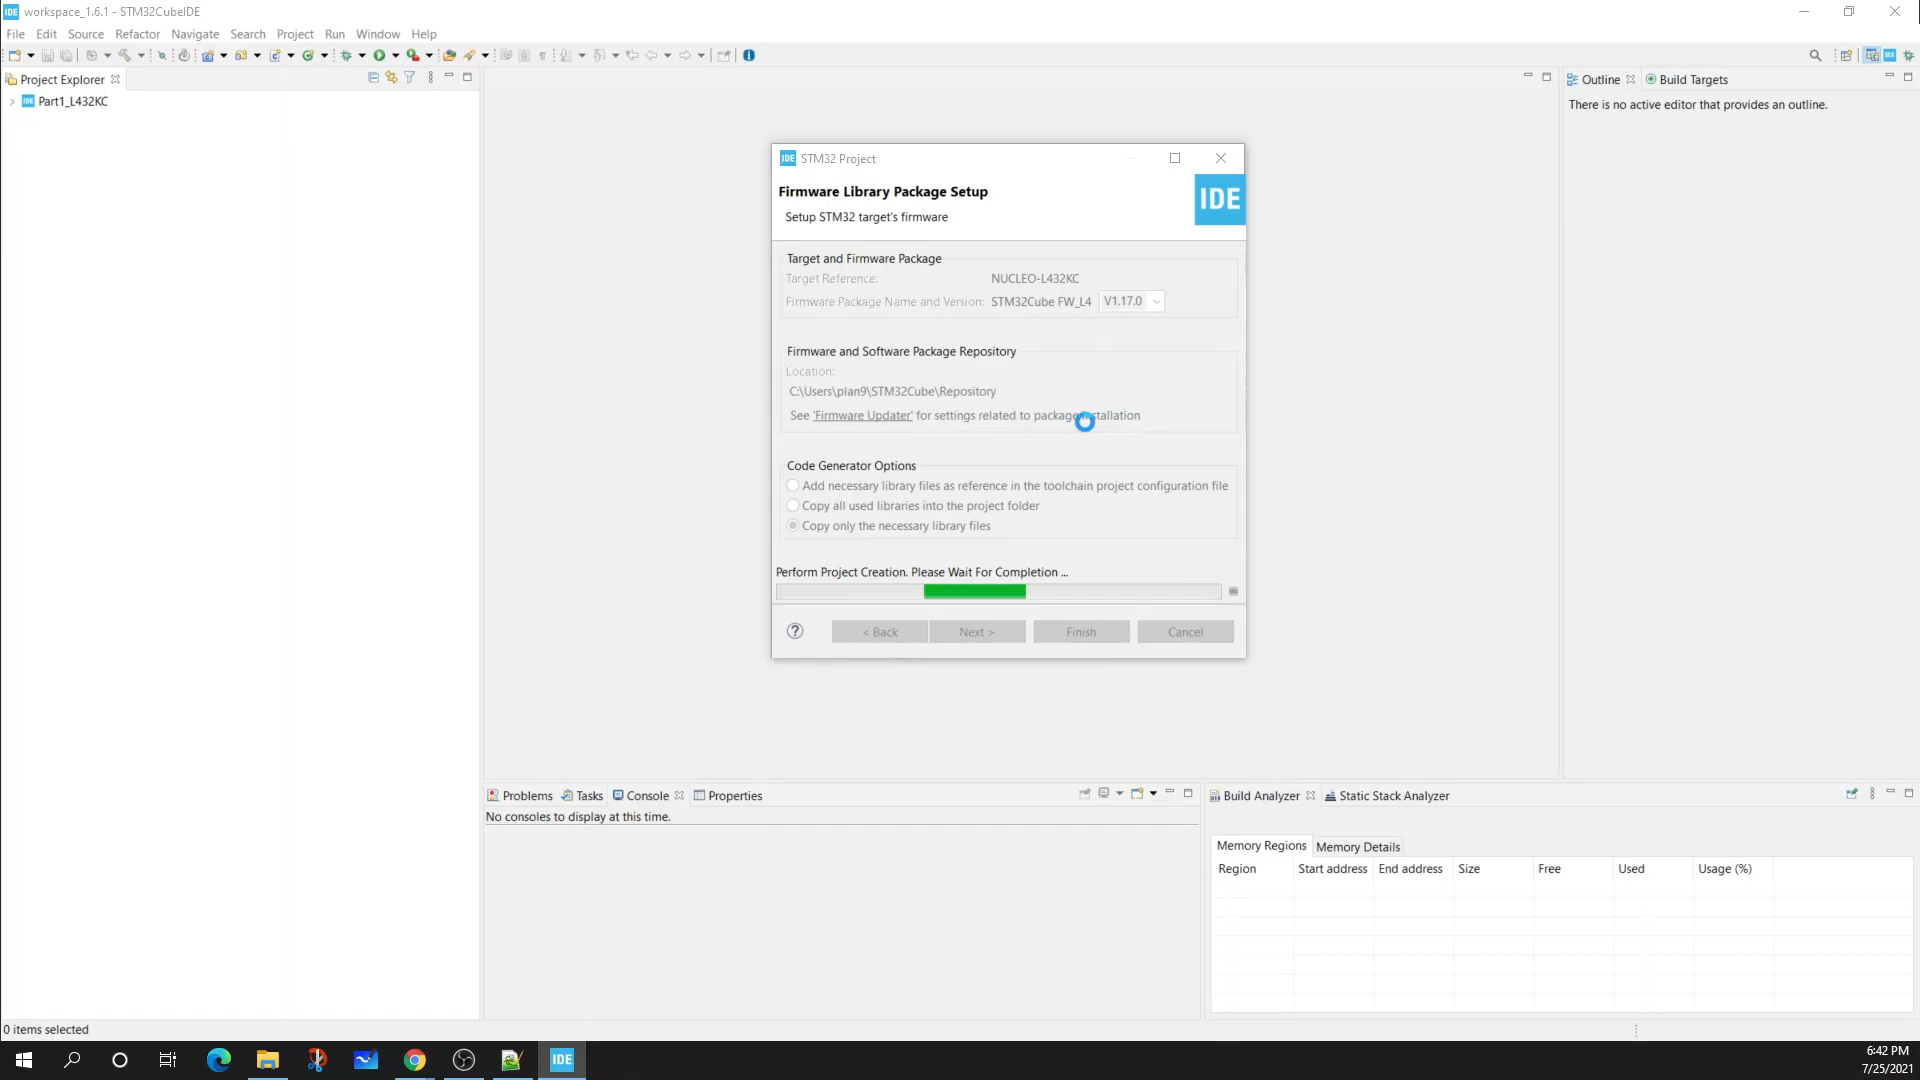 IDE workspace_1.6.1 - STM32CubeIDE
File Edit Source Refactor Navigate Search Project Run Window Help
Project Explorer
IDE Part1_L432KC
Outline Build Targets
There is no active editor that provides an outline.
IDE STM32 Project
Firmware Library Package Setup
Setup STM32 target's firmware
IDE
Target and Firmware Package
Target Reference: NUCLEO-L432KC
Firmware Package Name and Version: STM32Cube FW_L4 V1.17.0
Firmware and Software Package Repository
Location:
C:\Users\plan9\STM32Cube\Repository
See 'Firmware Updater' for settings related to package installation
Code Generator Options
Add necessary library files as reference in the toolchain project configuration file
Copy all used libraries into the project folder
Copy only the necessary library files
Perform Project Creation. Please Wait For Completion ...
? < Back Next > Finish Cancel
Problems Tasks Console Properties
No consoles to display at this time.
Build Analyzer Static Stack Analyzer
Memory Regions Memory Details
Region Start address End address Size Free Used Usage (%)
0 items selected
IDE
6:42 PM
7/25/2021